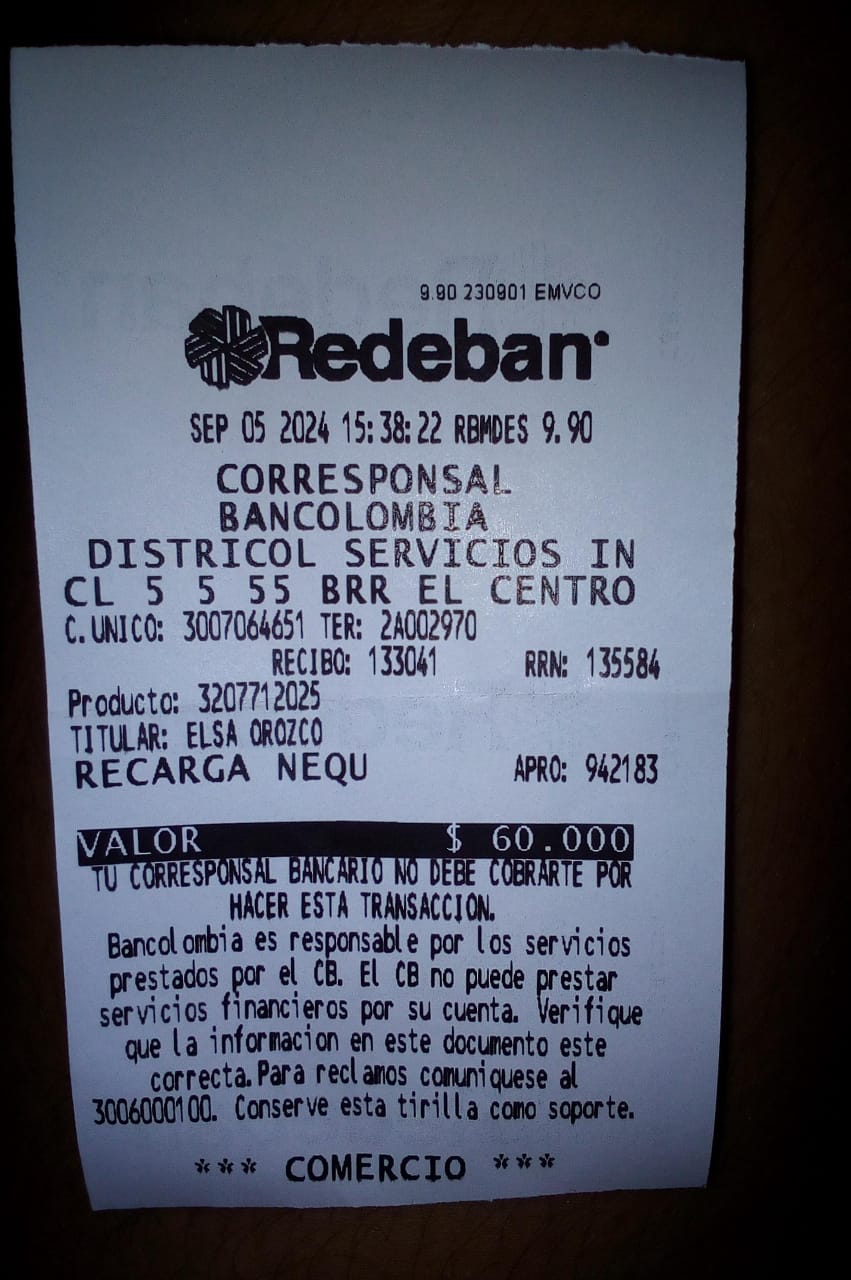 9.90 230901 EMVCO
Redeban
SEP 05 2024 15:38:22 RBMDES 9.90
CORRESPONSAL
BANCOLOMBIA
DISTRICOL SERVICIOS IN
CL 5 5 55 BRR EL CENTRO
C.UNICO: 3007064651 TER: 2A002970
RECIBO: 133041 RRN: 135584
Producto: 3207712025
TITULAR: ELSA OROZCO
RECARGA NEQU APRO: 942183
VALOR $ 60.000
TU CORRESPONSAL BANCARIO NO DEBE COBRARTE POR
HACER ESTA TRANSACCION.
Bancolombia es responsable por los servicios
prestados por el CB. El CB no puede prestar
servicios financieros por su cuenta. Verifique
que la informacion en este documento este
correcta.Para reclamos comuniquese al
3006000100. Conserve esta tirilla como soporte.
*** COMERCIO ***